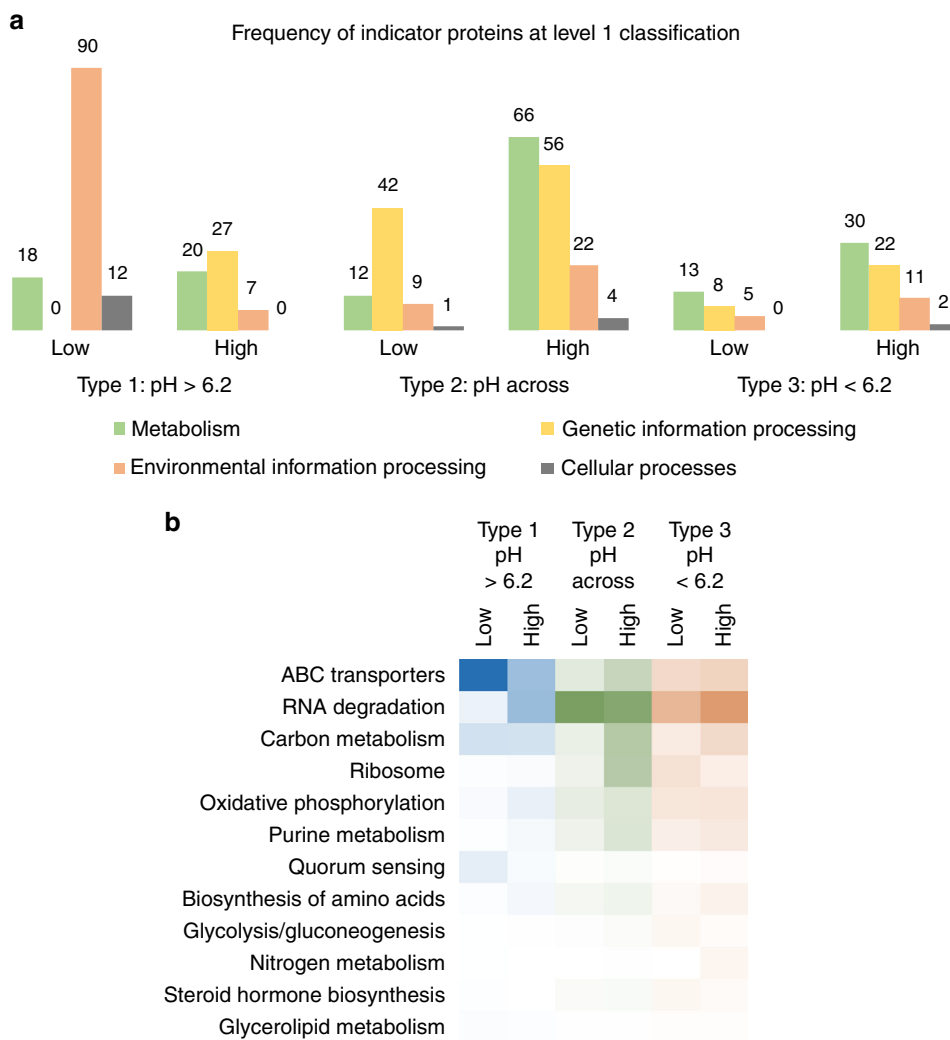 a
Frequency of indicator proteins at level 1 classification
18
0
90
12
20
27
7
0
12
42
9
1
66
56
22
4
13
8
5
0
30
22
11
2
Low
High
Low
High
Low
High
Type 1: pH > 6.2
Type 2: pH across
Type 3: pH < 6.2
Metabolism
Genetic information processing
Environmental information processing
Cellular processes
b
Type 1
pH
> 6.2
Type 2
pH
across
Type 3
pH
< 6.2
Low
High
Low
High
Low
High
ABC transporters
RNA degradation
Carbon metabolism
Ribosome
Oxidative phosphorylation
Purine metabolism
Quorum sensing
Biosynthesis of amino acids
Glycolysis/gluconeogenesis
Nitrogen metabolism
Steroid hormone biosynthesis
Glycerolipid metabolism